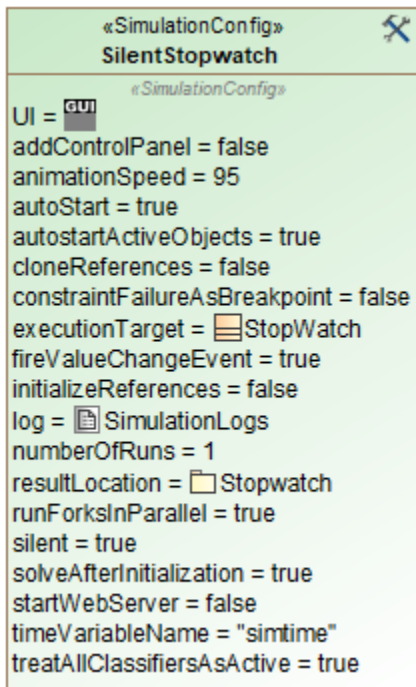 «SimulationConfig»
SilentStopwatch
«SimulationConfig»
UI = GUI
addControlPanel = false
animationSpeed = 95
autoStart = true
autostartActiveObjects = true
cloneReferences = false
constraintFailureAsBreakpoint = false
executionTarget = StopWatch
fireValueChangeEvent = true
initializeReferences = false
log = SimulationLogs
numberOfRuns = 1
resultLocation = Stopwatch
runForksInParallel = true
silent = true
solveAfterInitialization = true
startWebServer = false
timeVariableName = "simtime"
treatAllClassifiersAsActive = true